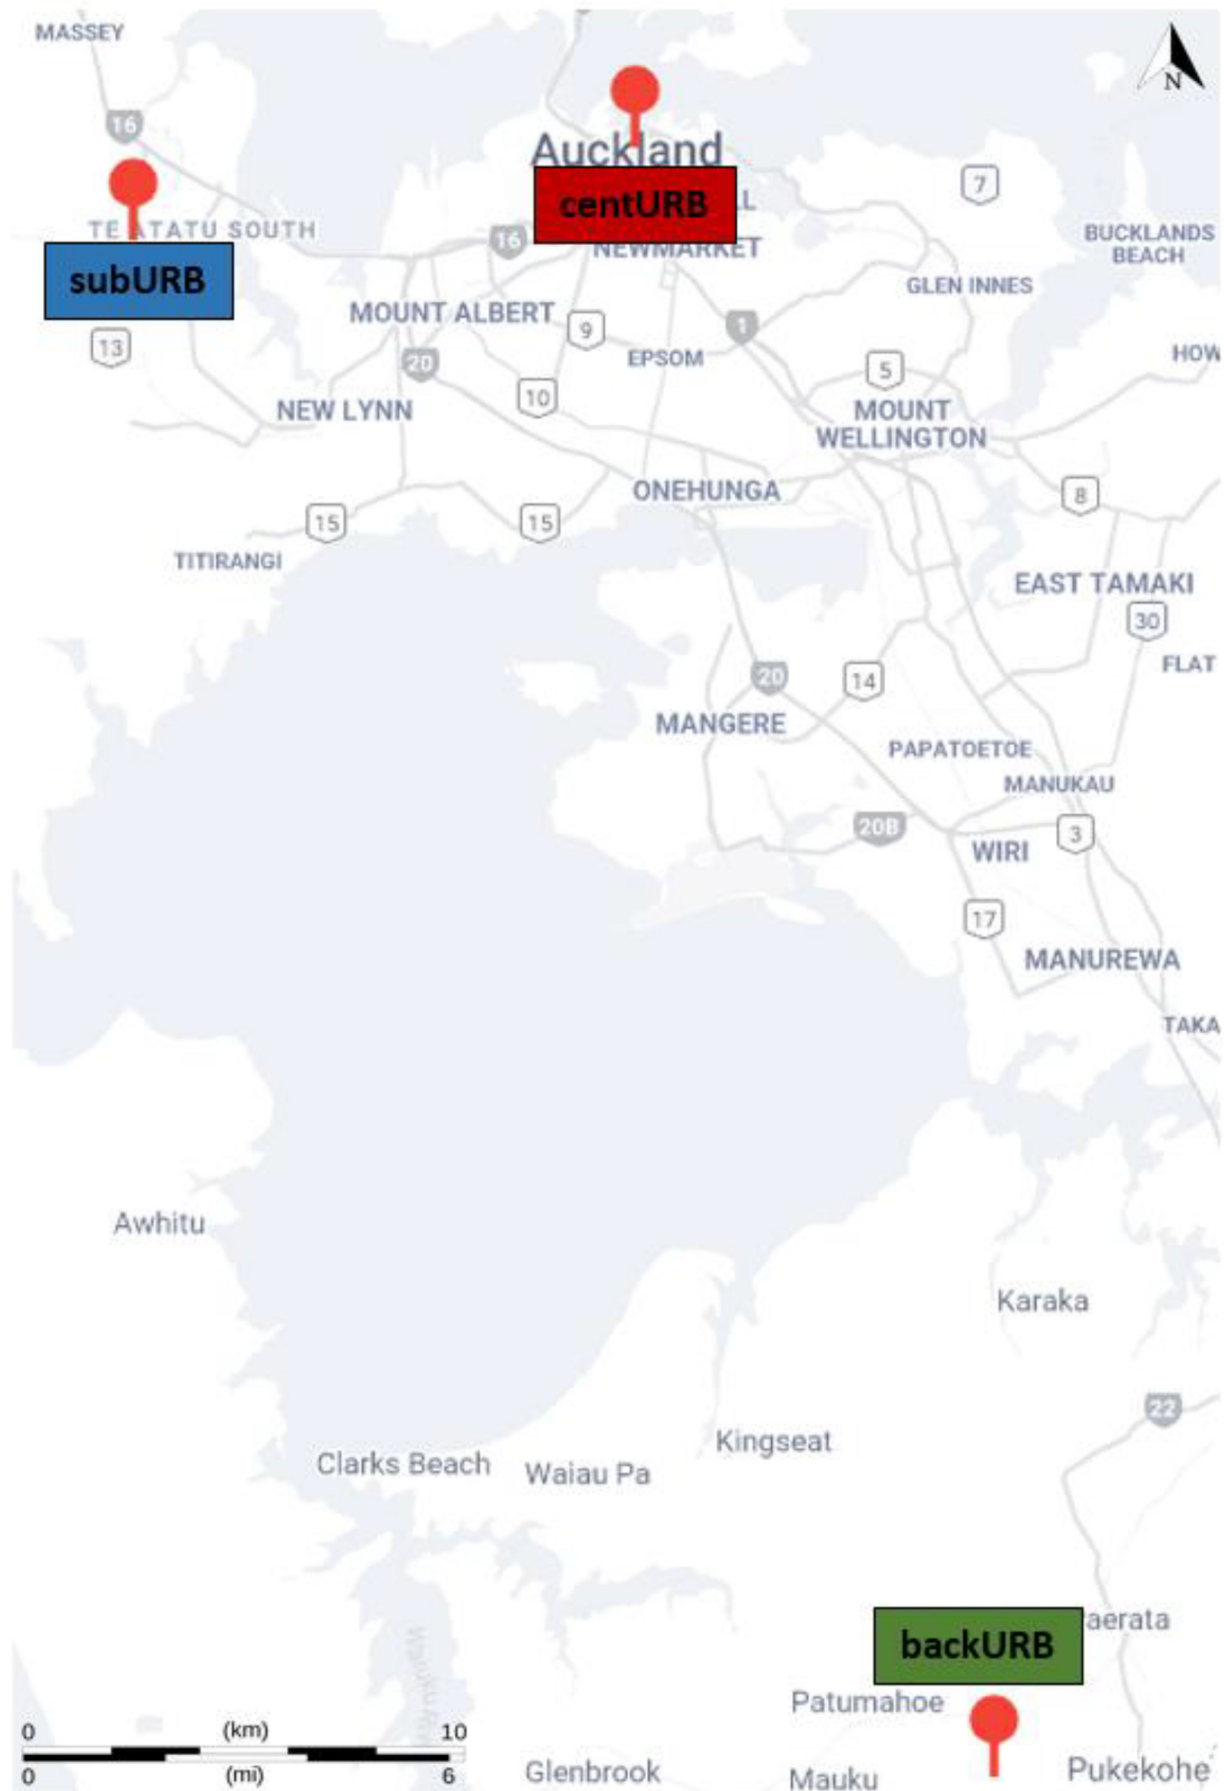 MASSEY
N
16
Auckland
7
TE ATATU SOUTH
centURB
16
NEWMARKET
BUCKLANDS
BEACH
subURB
GLEN INNES
MOUNT ALBERT
9
1
13
EPSOM
HOW
20
5
10
NEW LYNN
MOUNT
WELLINGTON
ONEHUNGA
8
15
15
TITIRANGI
EAST TAMAKI
30
FLAT
20
14
MANGERE
PAPATOETOE
MANUKAU
20B
3
WIRI
17
MANUREWA
TAKA
Awhitu
Karaka
22
Kingseat
Clarks Beach
Waiau Pa
aerata
backURB
Patumahoe
0 (km) 10
0 (mi) 6
Glenbrook
Mauku
Pukekohe